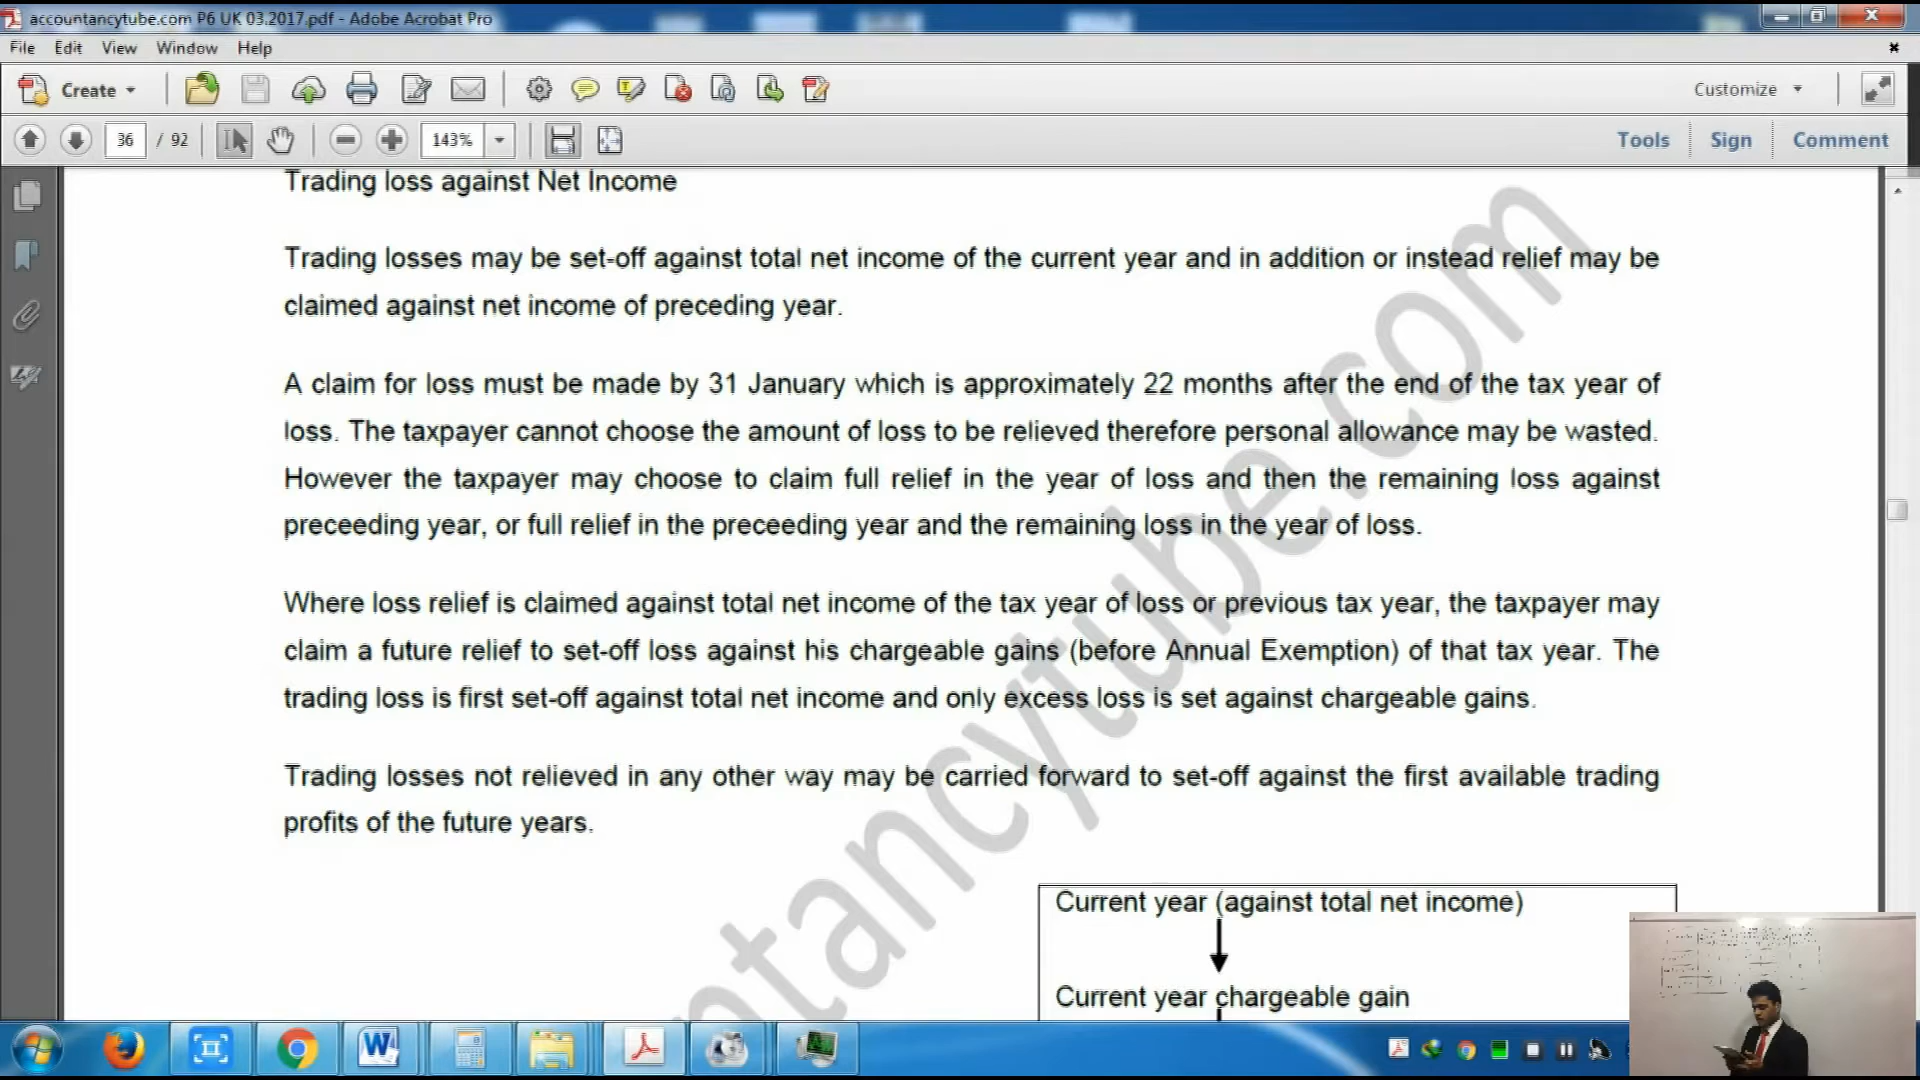 accountancytube.com P6 UK 03.2017.pdf - Adobe Acrobat Pro
File Edit View Window Help
Create
Customize
36 / 92
143%
Tools Sign Comment
Trading loss against Net Income
Trading losses may be set-off against total net income of the current year and in addition or instead relief may be
claimed against net income of preceding year.
A claim for loss must be made by 31 January which is approximately 22 months after the end of the tax year of
loss. The taxpayer cannot choose the amount of loss to be relieved therefore personal allowance may be wasted.
However the taxpayer may choose to claim full relief in the year of loss and then the remaining loss against
preceeding year, or full relief in the preceeding year and the remaining loss in the year of loss.
Where loss relief is claimed against total net income of the tax year of loss or previous tax year, the taxpayer may
claim a future relief to set-off loss against his chargeable gains (before Annual Exemption) of that tax year. The
trading loss is first set-off against total net income and only excess loss is set against chargeable gains.
Trading losses not relieved in any other way may be carried forward to set-off against the first available trading
profits of the future years.
Current year (against total net income)
Current year chargeable gain
ntancytube.com